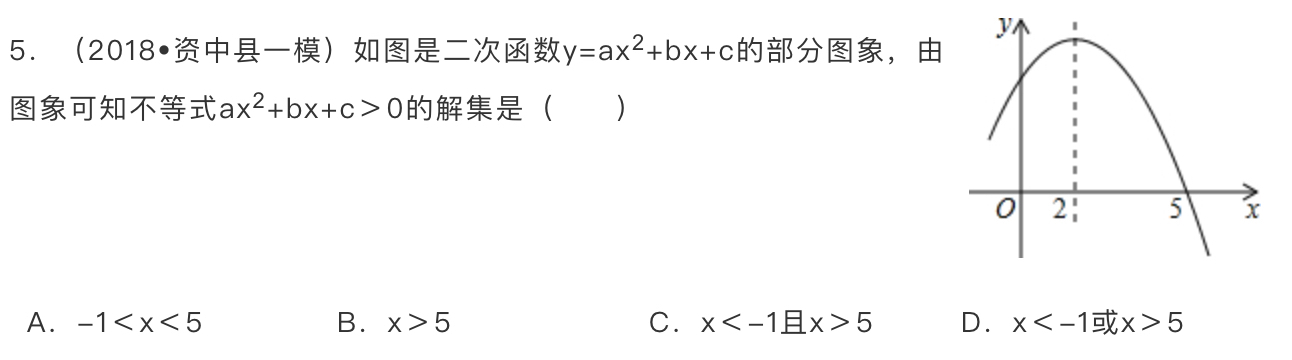 5．（2018•资中县一模）如图是二次函数y=ax²+bx+c的部分图象，由
图象可知不等式ax²+bx+c＞0的解集是（　　）
y
O 2 5 x
A．–1＜x＜5 B．x＞5 C．x＜–1且x＞5 D．x＜–1或x＞5